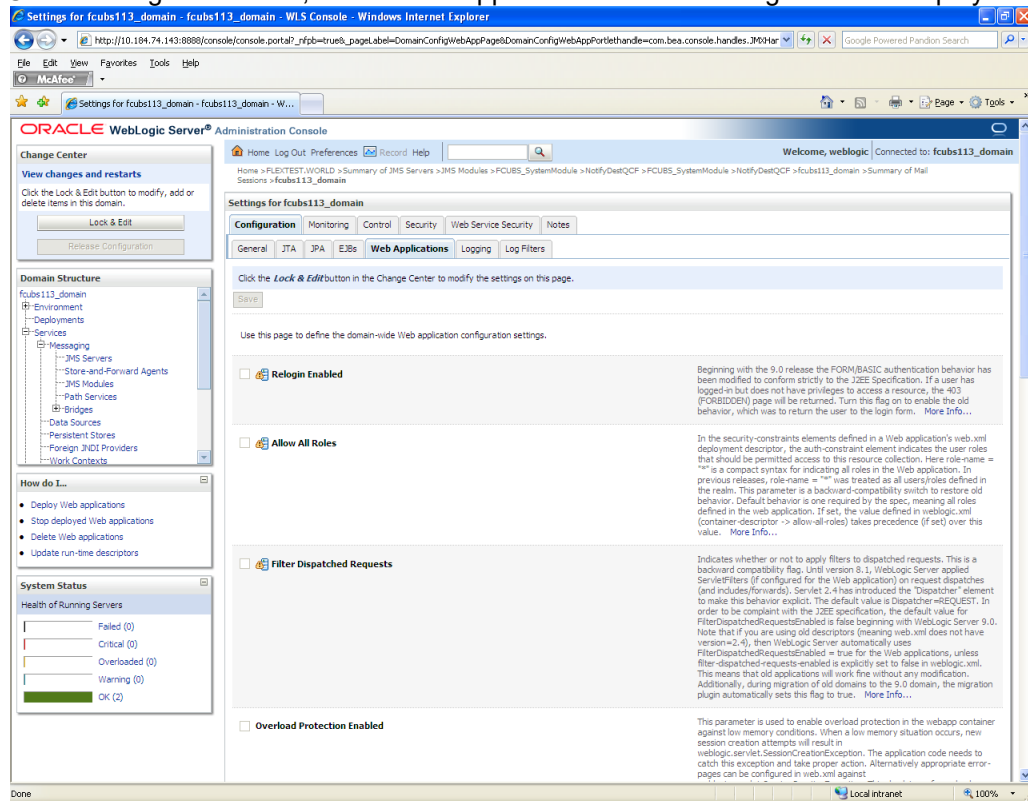 Settings for fcubs113_domain - fcubs113_domain - WLS Console - Windows Internet Explorer
http://10.184.74.143:8888/console/console.portal?_nfpb=true&_pageLabel=DomainConfigWebAppPage&DomainConfigWebAppPortlethandle=com.bea.console.handles.JMXHar
Google Powered Pandion Search
File Edit View Favorites Tools Help
McAfee
Settings for fcubs113_domain - fcubs113_domain - W...
Page Tools
ORACLE WebLogic Server® Administration Console
Change Center
View changes and restarts
Click the Lock & Edit button to modify, add or
delete items in this domain.
Lock & Edit
Release Configuration
Domain Structure
fcubs113_domain
Environment
Deployments
Services
Messaging
JMS Servers
Store-and-Forward Agents
JMS Modules
Path Services
Bridges
Data Sources
Persistent Stores
Foreign JNDI Providers
Work Contexts
How do I...
Deploy Web applications
Stop deployed Web applications
Delete Web applications
Update run-time descriptors
System Status
Health of Running Servers
Failed (0)
Critical (0)
Overloaded (0)
Warning (0)
OK (2)
Home Log Out Preferences Record Help
Welcome, weblogic Connected to: fcubs113_domain
Home >FLEXTEST.WORLD >Summary of JMS Servers >JMS Modules >FCUBS_SystemModule >NotifyDestQCF >FCUBS_SystemModule >NotifyDestQCF >fcubs113_domain >Summary of Mail
Sessions >fcubs113_domain
Settings for fcubs113_domain
Configuration Monitoring Control Security Web Service Security Notes
General JTA JPA EJBs Web Applications Logging Log Filters
Click the Lock & Edit button in the Change Center to modify the settings on this page.
Save
Use this page to define the domain-wide Web application configuration settings.
Relogin Enabled
Beginning with the 9.0 release the FORM/BASIC authentication behavior has
been modified to conform strictly to the J2EE Specification. If a user has
logged-in but does not have privileges to access a resource, the 403
(FORBIDDEN) page will be returned. Turn this flag on to enable the old
behavior, which was to return the user to the login form. More Info...
Allow All Roles
In the security-constraints elements defined in a Web application's web.xml
deployment descriptor, the auth-constraint element indicates the user roles
that should be permitted access to this resource collection. Here role-name =
"*" is a compact syntax for indicating all roles in the Web application. In
previous releases, role-name = "*" was treated as all users/roles defined in
the realm. This parameter is a backward-compatibility switch to restore old
behavior. Default behavior is one required by the spec, meaning all roles
defined in the web application. If set, the value defined in weblogic.xml
(container-descriptor -> allow-all-roles) takes precedence (if set) over this
value. More Info...
Filter Dispatched Requests
Indicates whether or not to apply filters to dispatched requests. This is a
backward compatibility flag. Until version 8.1, WebLogic Server applied
ServletFilters (if configured for the Web application) on request dispatches
(and includes/forwards). Servlet 2.4 has introduced the "Dispatcher" element
to make this behavior explicit. The default value is Dispatcher=REQUEST. In
order to be complaint with the J2EE specification, the default value for
FilterDispatchedRequestsEnabled is false beginning with WebLogic Server 9.0.
Note that if you are using old descriptors (meaning web.xml does not have
version=2.4), then WebLogic Server automatically uses
FilterDispatchedRequestsEnabled = true for the Web applications, unless
filter-dispatched-requests-enabled is explicitly set to false in weblogic.xml.
This means that old applications will work fine without any modification.
Additionally, during migration of old domains to the 9.0 domain, the migration
plugin automatically sets this flag to true. More Info...
Overload Protection Enabled
This parameter is used to enable overload protection in the webapp container
against low memory conditions. When a low memory situation occurs, new
session creation attempts will result in
weblogic.servlet.SessionCreationException. The application code needs to
catch this exception and take proper action. Alternatively appropriate error-
pages can be configured in web.xml against
Done
Local intranet
100%